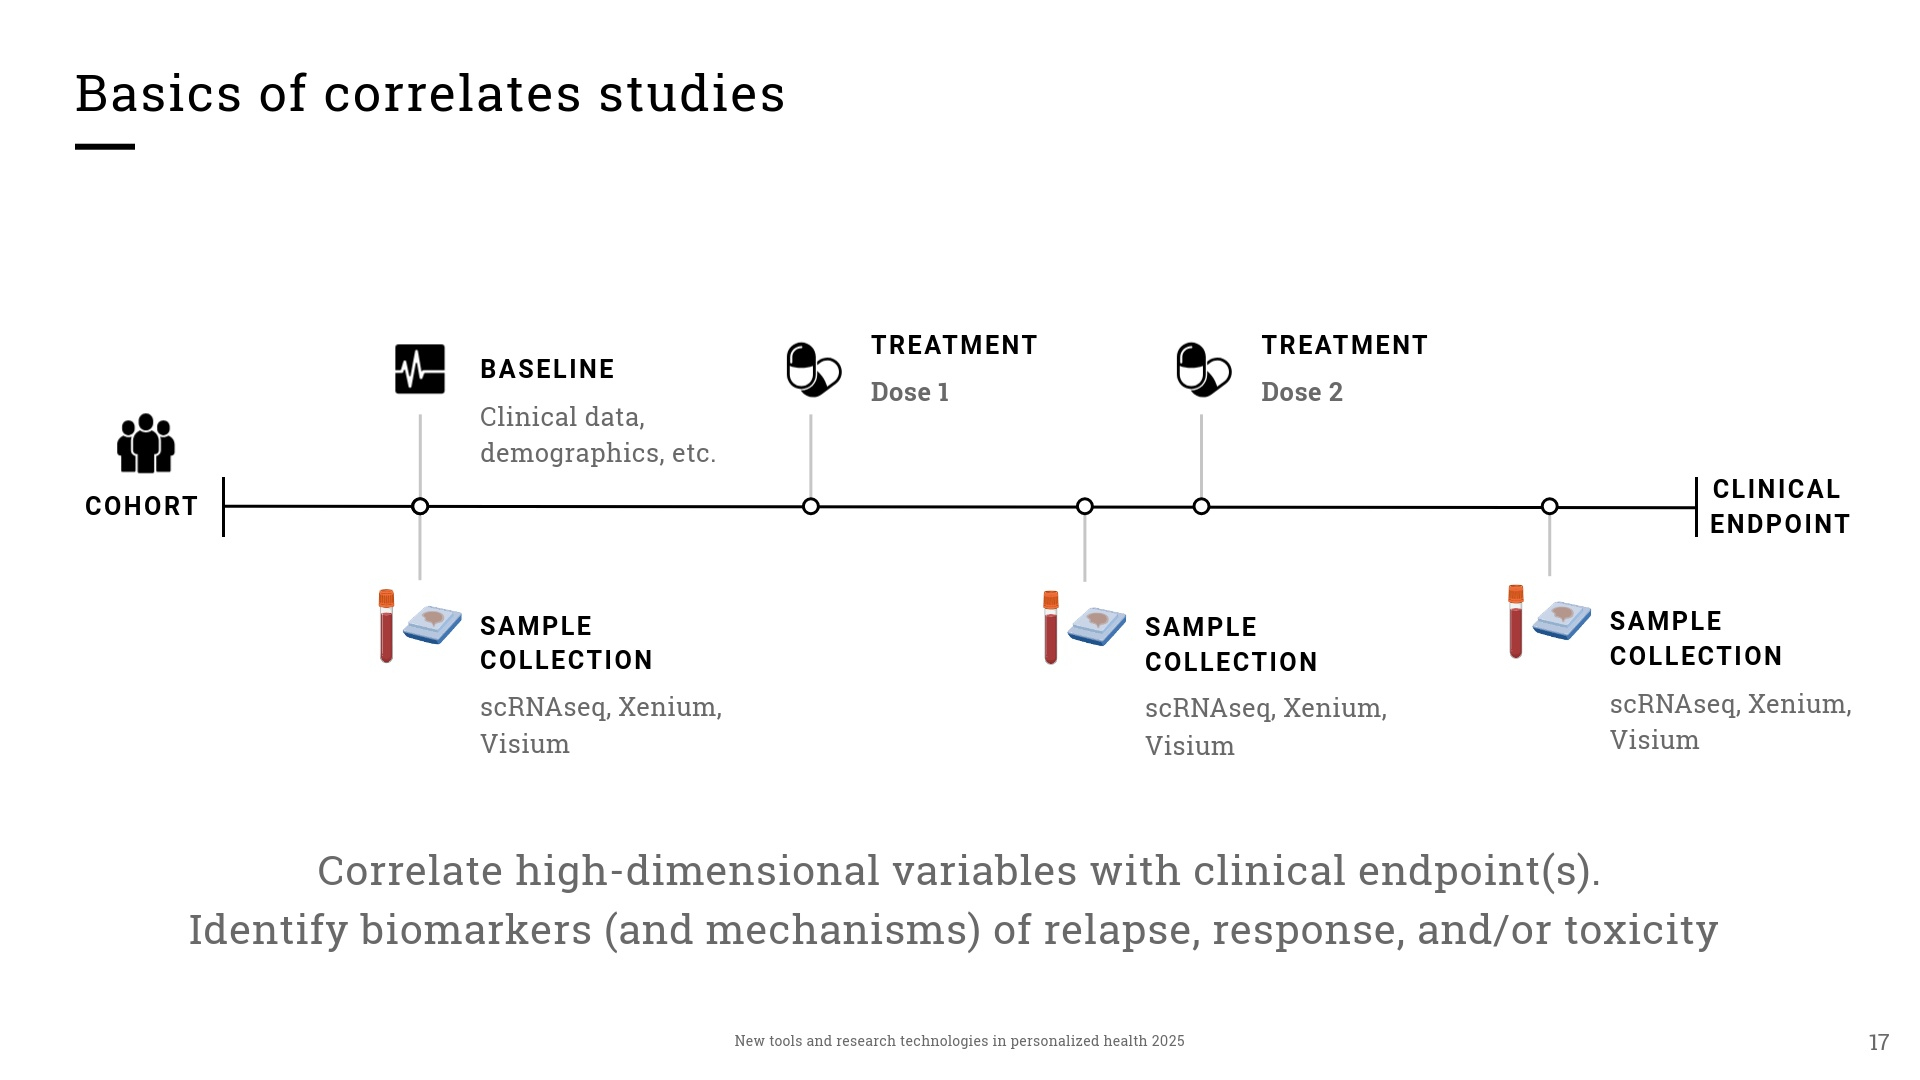 Basics of correlates studies
COHORT
BASELINE
Clinical data,
demographics, etc.
TREATMENT
Dose 1
TREATMENT
Dose 2
CLINICAL
ENDPOINT
SAMPLE
COLLECTION
scRNAseq, Xenium,
Visium
SAMPLE
COLLECTION
scRNAseq, Xenium,
Visium
SAMPLE
COLLECTION
scRNAseq, Xenium,
Visium
Correlate high-dimensional variables with clinical endpoint(s).
Identify biomarkers (and mechanisms) of relapse, response, and/or toxicity
New tools and research technologies in personalized health 2025
17